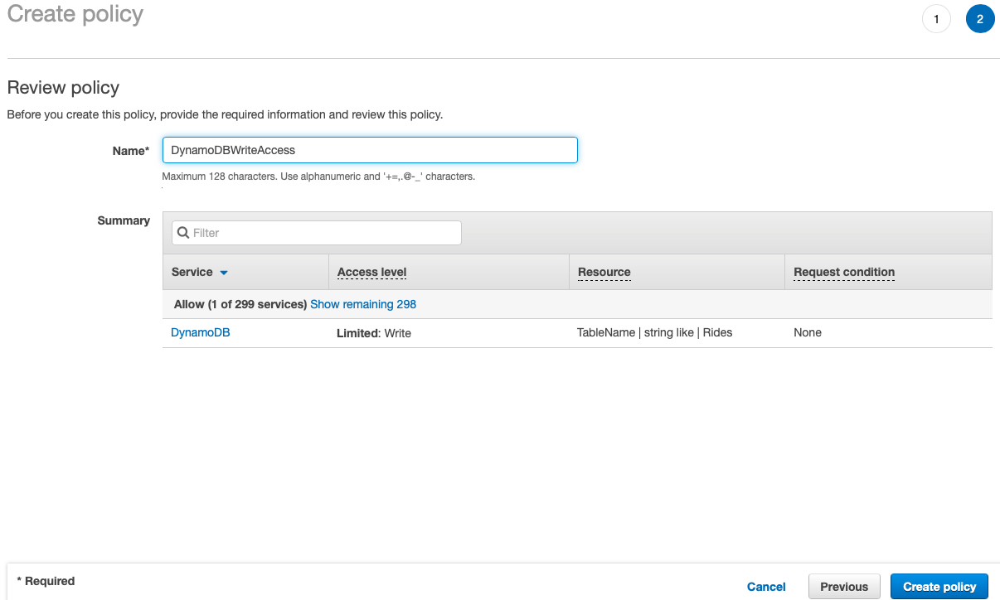 Create policy
1 2
Review policy
Before you create this policy, provide the required information and review this policy.
Name* DynamoDBWriteAccess
Maximum 128 characters. Use alphanumeric and '+=,.@-_' characters.
Summary
Filter
Service Access level Resource Request condition
Allow (1 of 299 services) Show remaining 298
DynamoDB Limited: Write TableName | string like | Rides None
* Required Cancel Previous Create policy